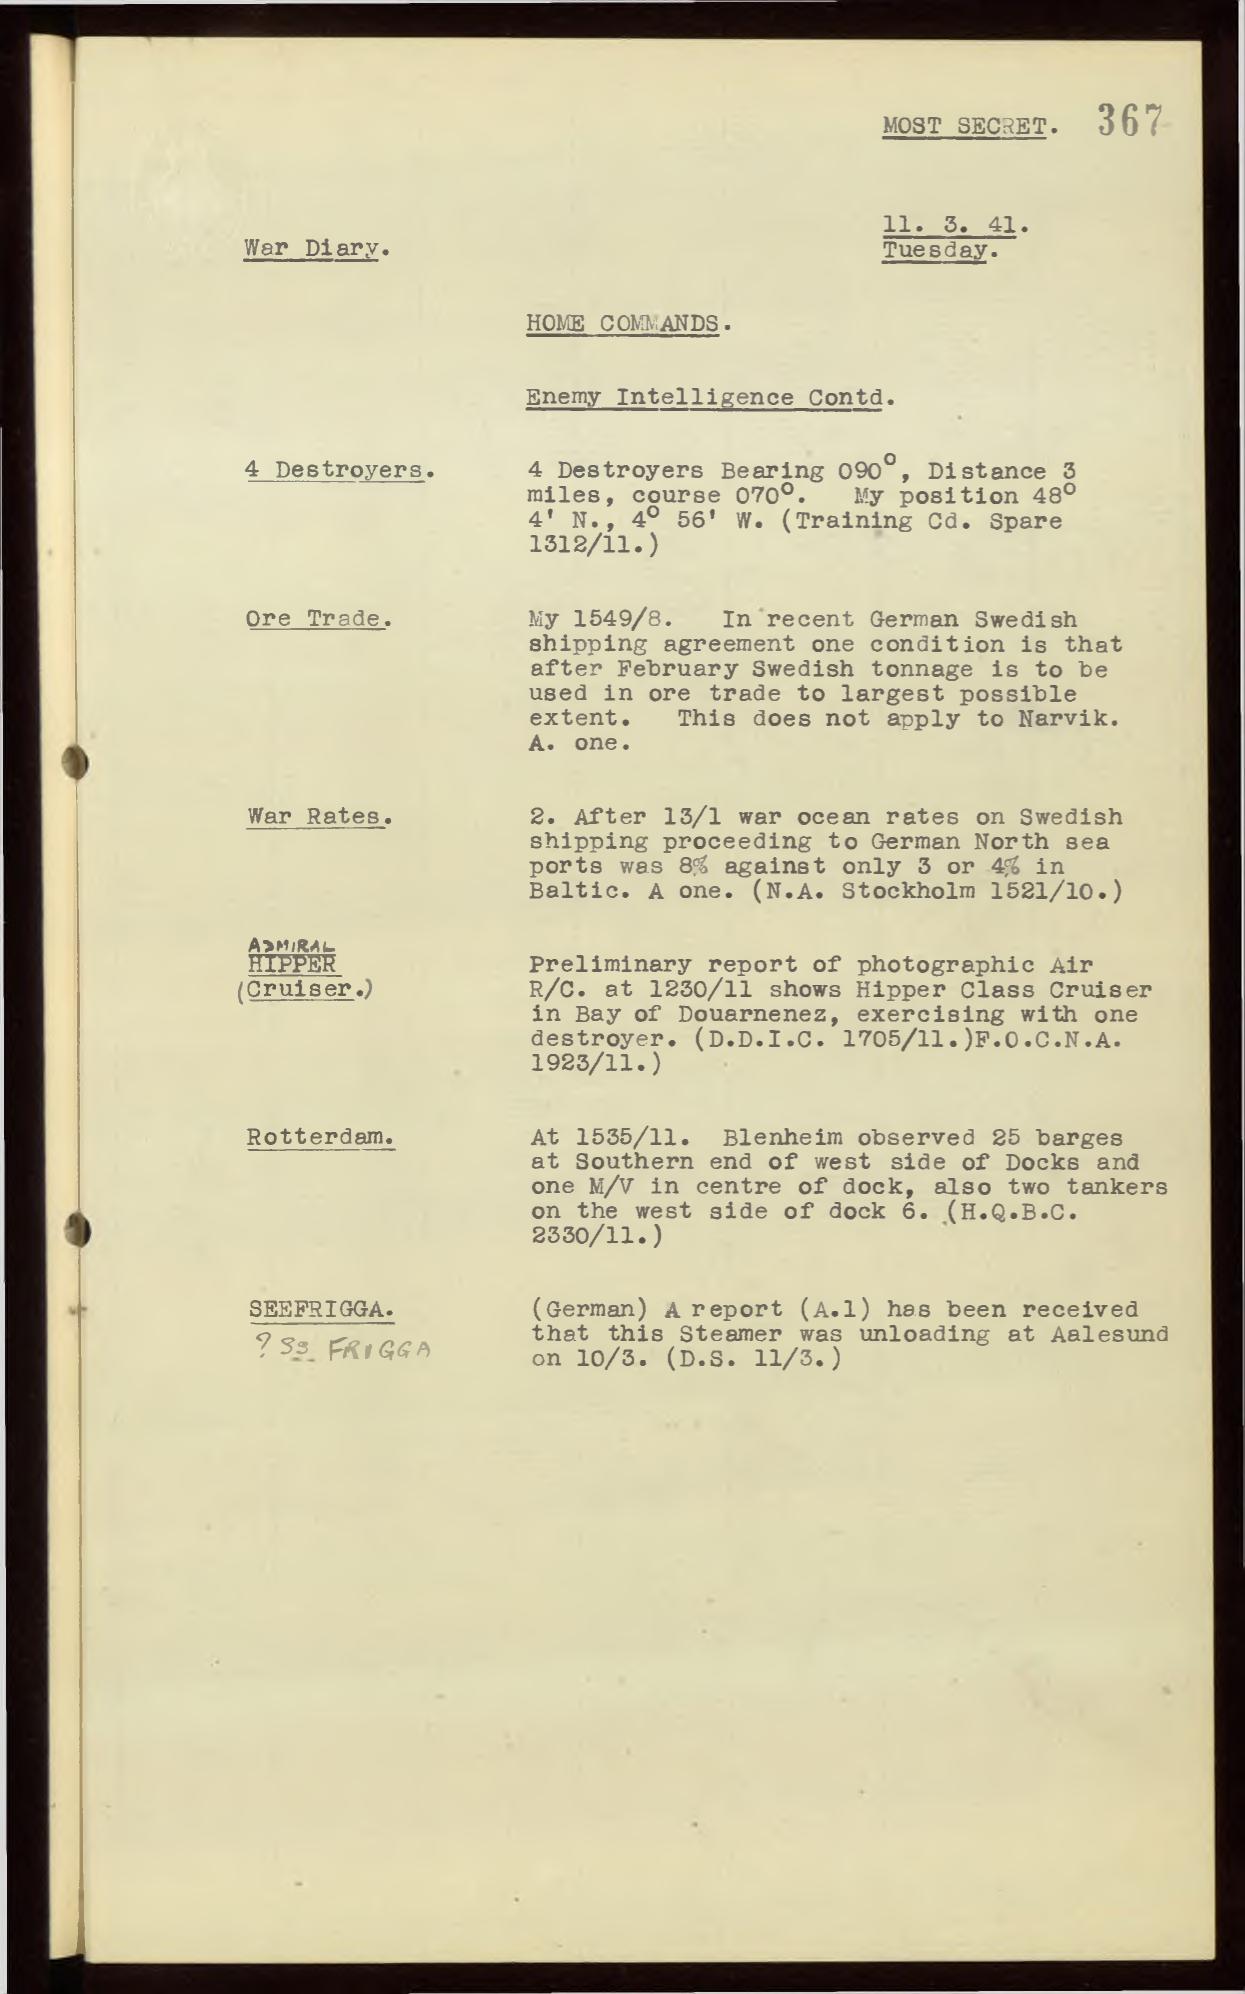 MOST SECRET. 367
11. 3. 41.
War Diary.
Tuesday.
HOME COMMANDS.
Enemy Intelligence Contd.
4 Destroyers.
4 Destroyers Bearing 090°, Distance 3
miles, course 070°. My position 48°
4' N., 4° 56' W. (Training Cd. Spare
1312/11.)
Ore Trade.
My 1549/8. In recent German Swedish
shipping agreement one condition is that
after February Swedish tonnage is to be
used in ore trade to largest possible
extent. This does not apply to Narvik.
A. one.
War Rates.
2. After 13/1 war ocean rates on Swedish
shipping proceeding to German North sea
ports was 8% against only 3 or 4% in
Baltic. A one. (N.A. Stockholm 1521/10.)
ADMIRAL
HIPPER
(Cruiser.)
Preliminary report of photographic Air
R/C. at 1230/11 shows Hipper Class Cruiser
in Bay of Douarnenez, exercising with one
destroyer. (D.D.I.C. 1705/11.)F.O.C.N.A.
1923/11.)
Rotterdam.
At 1535/11. Blenheim observed 25 barges
at Southern end of west side of Docks and
one M/V in centre of dock, also two tankers
on the west side of dock 6. (H.Q.B.C.
2330/11.)
SEEFRIGGA.
? SS FRIGGA
(German) A report (A.1) has been received
that this Steamer was unloading at Aalesund
on 10/3. (D.S. 11/3.)